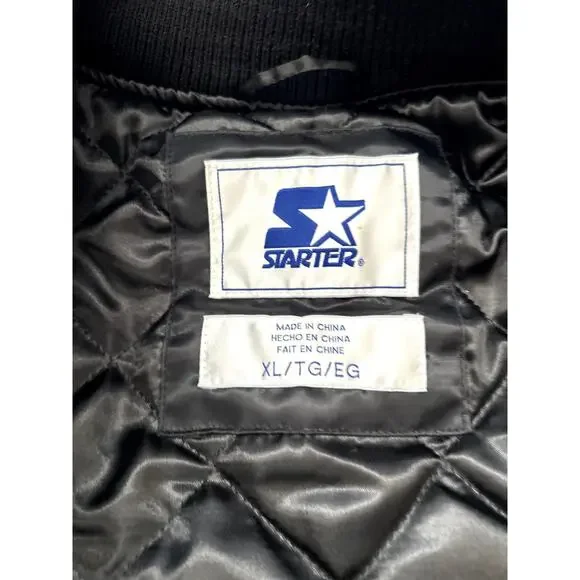 STARTER®
MADE IN CHINA
HECHO EN CHINA
FAIT EN CHINE
XL/TG/EG